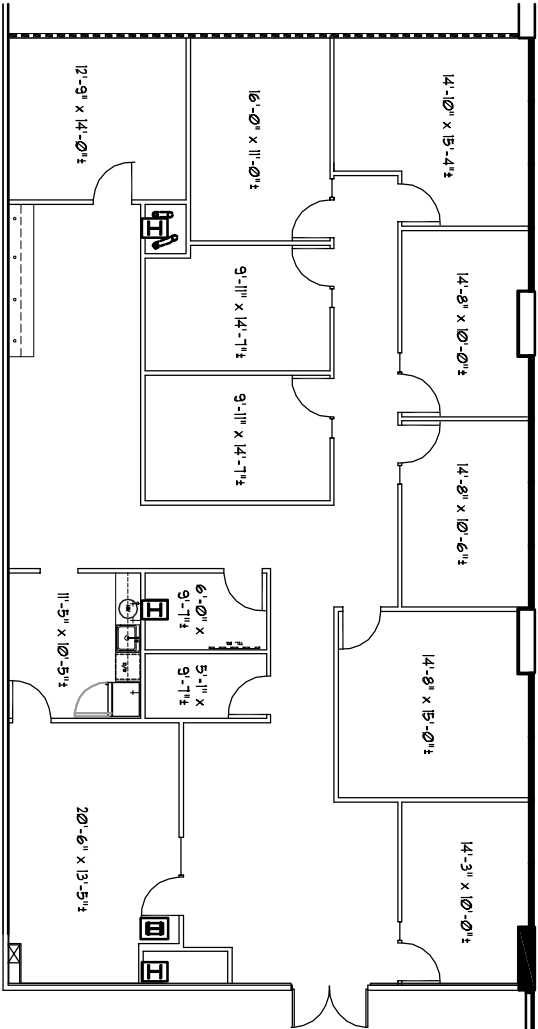 12'-9" x 14'-0"±
16'-0" x 11'-0"±
14'-10" x 15'-4"±
9'-11" x 14'-7"±
14'-8" x 10'-0"±
9'-11" x 14'-7"±
14'-8" x 10'-6"±
11'-5" x 10'-5"±
6'-0" x
9'-7"±
5'-1" x
9'-7"±
14'-8" x 15'-0"±
20'-6" x 13'-5"±
14'-3" x 10'-0"±
H
H
H